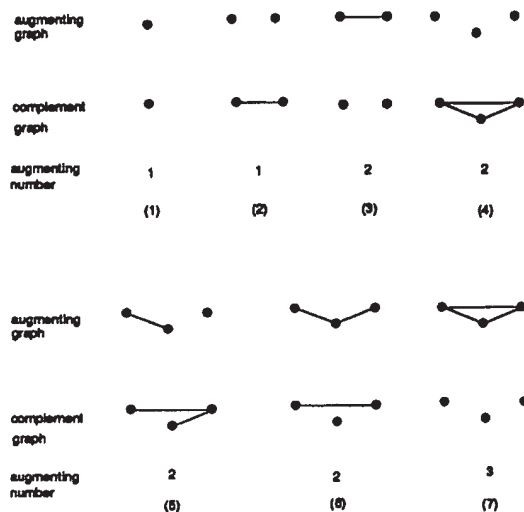 augmenting
graph
complement
graph
augmenting
number
1 1 2 2
(1) (2) (3) (4)
augmenting
graph
complement
graph
augmenting
number
2 2 3
(5) (6) (7)